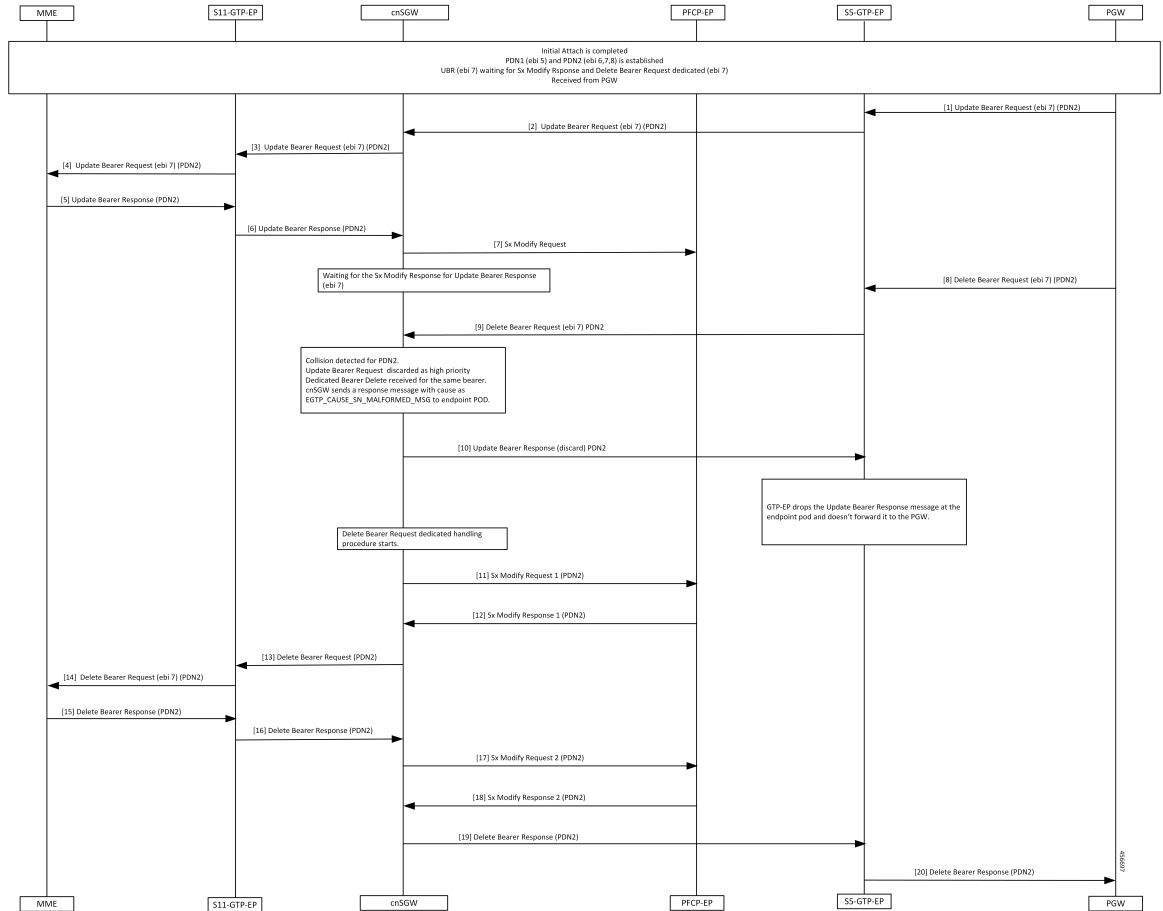 MME
S11-GTP-EP
cnSGW
PFCP-EP
S5-GTP-EP
PGW
Initial Attach is completed
PDN1 (ebi 5) and PDN2 (ebi 6,7,8) is established
UBR (ebi 7) waiting for Sx Modify Rsponse and Delete Bearer Request dedicated (ebi 7)
Received from PGW
[1] Update Bearer Request (ebi 7) (PDN2)
[2] Update Bearer Request (ebi 7) (PDN2)
[3] Update Bearer Request (ebi 7) (PDN2)
[4] Update Bearer Request (ebi 7) (PDN2)
[5] Update Bearer Response (PDN2)
[6] Update Bearer Response (PDN2)
[7] Sx Modify Request
Waiting for the Sx Modify Response for Update Bearer Response
(ebi 7)
[8] Delete Bearer Request (ebi 7) (PDN2)
[9] Delete Bearer Request (ebi 7) PDN2
Collision detected for PDN2.
Update Bearer Request discarded as high priority
Dedicated Bearer Delete received for the same bearer.
cnSGW sends a response message with cause as
EGTP_CAUSE_SN_MALFORMED_MSG to endpoint POD.
[10] Update Bearer Response (discard) PDN2
GTP-EP drops the Update Bearer Response message at the
endpoint pod and doesn't forward it to the PGW.
Delete Bearer Request dedicated handling
procedure starts.
[11] Sx Modify Request 1 (PDN2)
[12] Sx Modify Response 1 (PDN2)
[13] Delete Bearer Request (PDN2)
[14] Delete Bearer Request (ebi 7) (PDN2)
[15] Delete Bearer Response (PDN2)
[16] Delete Bearer Response (PDN2)
[17] Sx Modify Request 2 (PDN2)
[18] Sx Modify Response 2 (PDN2)
[19] Delete Bearer Response (PDN2)
[20] Delete Bearer Response (PDN2)
456697
MME
S11-GTP-EP
cnSGW
PFCP-EP
S5-GTP-EP
PGW